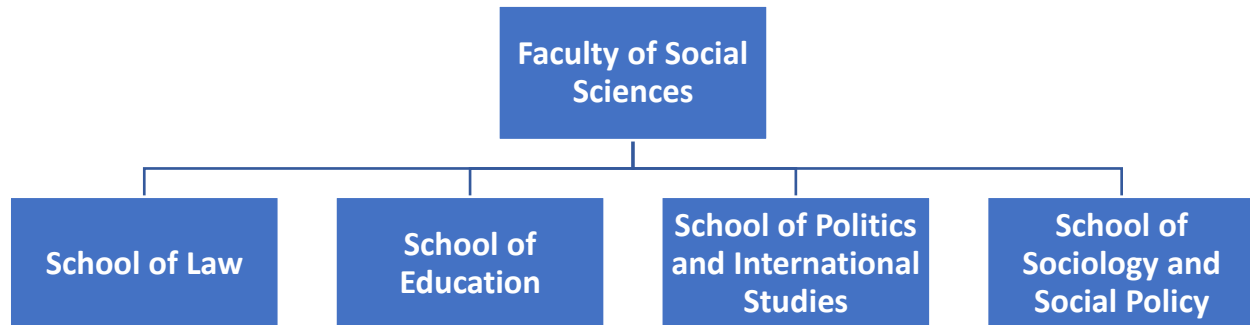 Faculty of Social
Sciences
School of Law
School of
Education
School of Politics
and International
Studies
School of
Sociology and
Social Policy